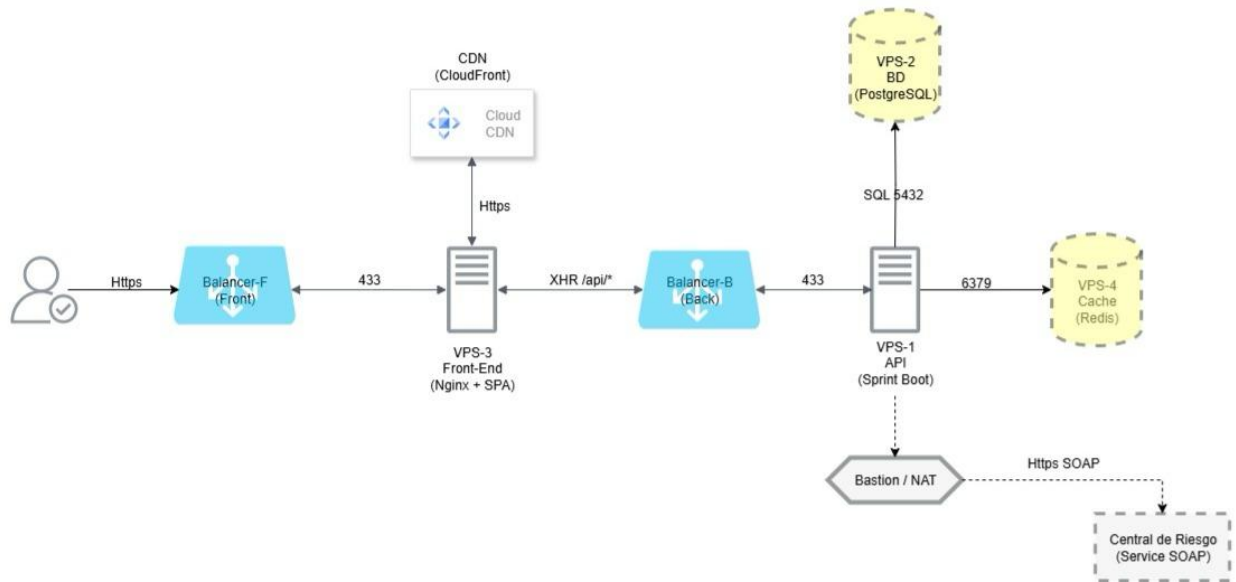 CDN
(CloudFront)
Cloud
CDN
Https
VPS-2
BD
(PostgreSQL)
SQL 5432
Https
Balancer-F
(Front)
433
XHR /api/*
Balancer-B
(Back)
433
6379
VPS-4
Cache
(Redis)
VPS-3
Front-End
(Nginx + SPA)
VPS-1
API
(Sprint Boot)
Bastion / NAT
Https SOAP
Central de Riesgo
(Service SOAP)